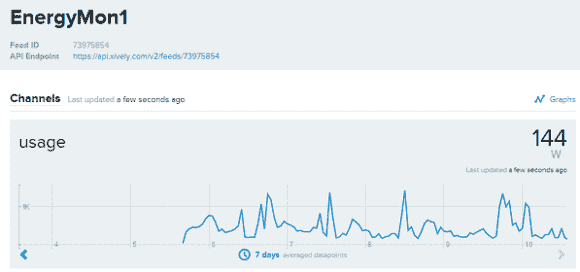 EnergyMon1
Feed ID 73975854
API Endpoint https://api.xively.com/v2/feeds/73975854
Channels Last updated a few seconds ago Graphs
usage 144
W
Last updated a few seconds ago
1K
4 5 6 7 8 9 10
7 days averaged datapoints